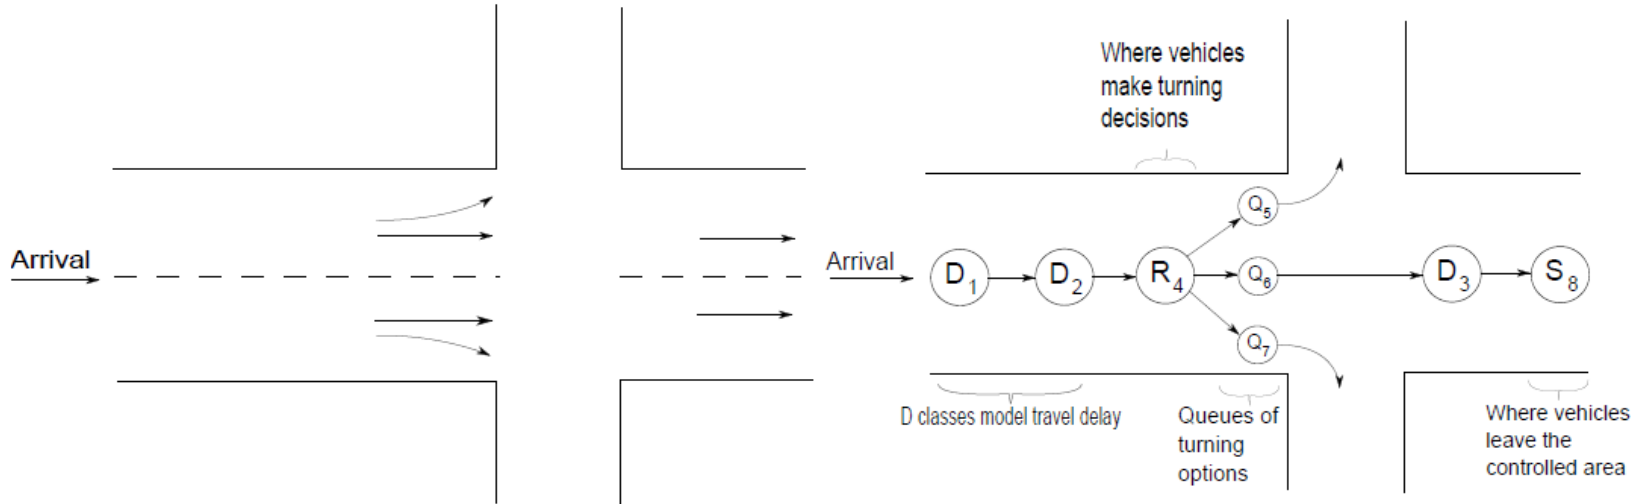 Arrival
Where vehicles
make turning
decisions
Arrival
D1
D2
R4
Q5
Q6
Q7
D3
S8
D classes model travel delay
Queues of
turning
options
Where vehicles
leave the
controlled area